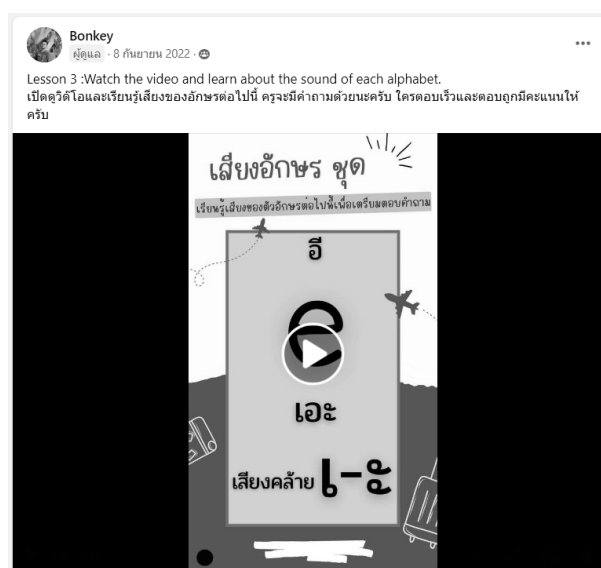 Bonkey
ผู้ดูแล · 8 กันยายน 2022 ·
Lesson 3 :Watch the video and learn about the sound of each alphabet.
เปิดดูวิดีโอและเรียนรู้เสียงของอักษรต่อไปนี้ ครูจะมีคำถามด้วยนะครับ ใครตอบเร็วและตอบถูกมีคะแนนให้
ครับ
เสียงอักษร ชุด
เรียนรู้เสียงของตัวอักษรต่อไปนี้เพื่อเตรียมตอบคำถาม
อี
e
เอะ
เสียงคล้าย เ-ะ